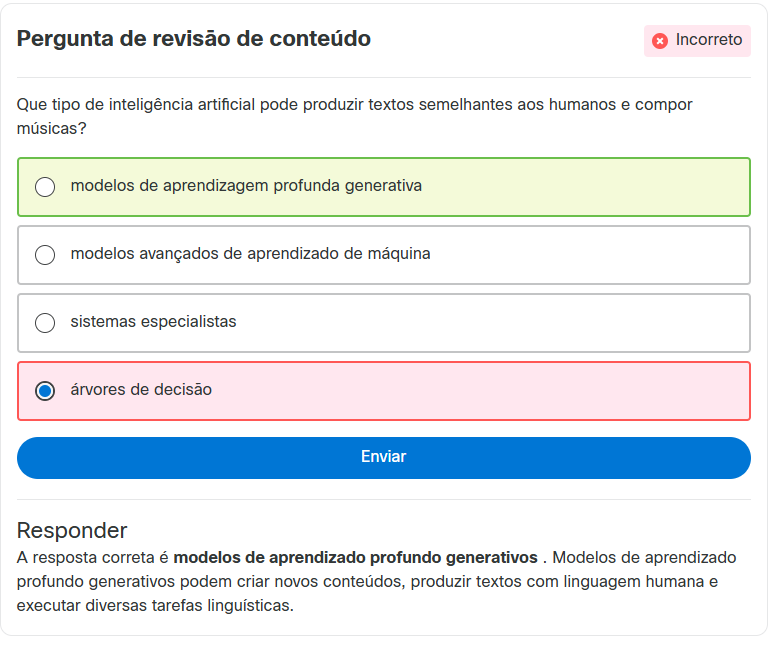 Pergunta de revisão de conteúdo
Incorreto
Que tipo de inteligência artificial pode produzir textos semelhantes aos humanos e compor
músicas?
modelos de aprendizagem profunda generativa
modelos avançados de aprendizado de máquina
sistemas especialistas
árvores de decisão
Enviar
Responder
A resposta correta é modelos de aprendizado profundo generativos . Modelos de aprendizado
profundo generativos podem criar novos conteúdos, produzir textos com linguagem humana e
executar diversas tarefas linguísticas.